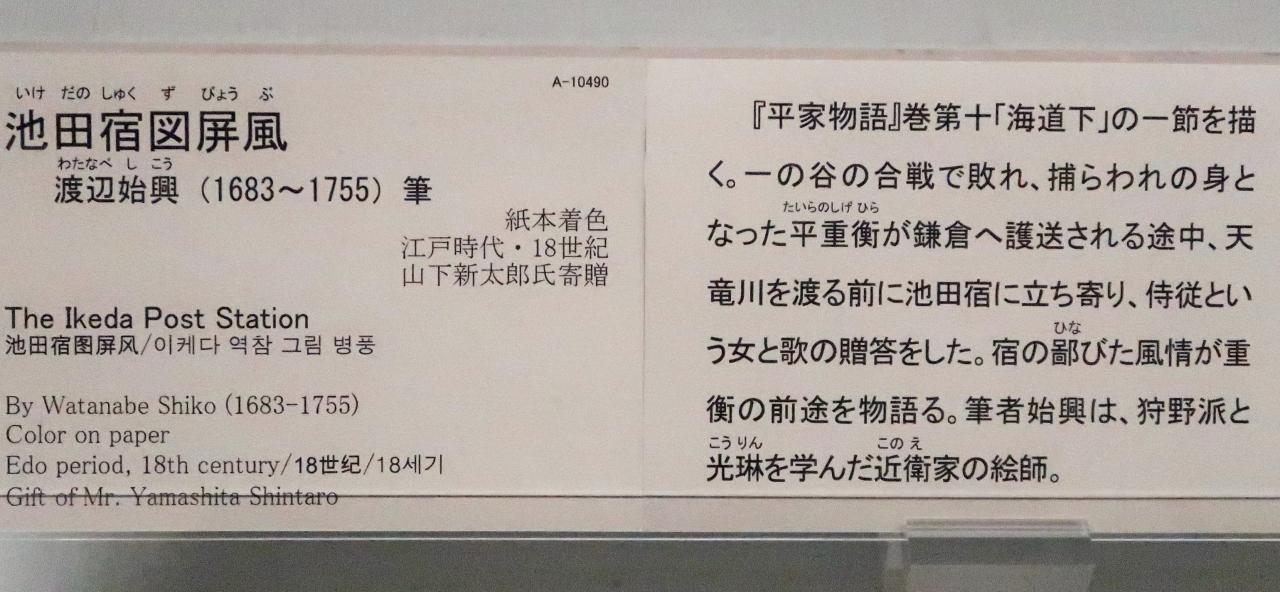 A-10490
いけ だの しゅく ず びょう ぶ
池田宿図屏風
わたなべ し こう
渡辺始興（1683～1755）筆
紙本着色
江戸時代・18世紀
山下新太郎氏寄贈
The Ikeda Post Station
池田宿图屏风/이케다 역참 그림 병풍
By Watanabe Shiko (1683-1755)
Color on paper
Edo period, 18th century/18世纪/18세기
Gift of Mr. Yamashita Shintaro
『平家物語』巻第十「海道下」の一節を描
く。一の谷の合戦で敗れ、捕らわれの身と
たいらのしげ ひら
なった平重衡が鎌倉へ護送される途中、天
竜川を渡る前に池田宿に立ち寄り、侍従とい
ひな
う女と歌の贈答をした。宿の鄙びた風情が重
衡の前途を物語る。筆者始興は、狩野派と
こう りん このえ
光琳を学んだ近衛家の絵師。